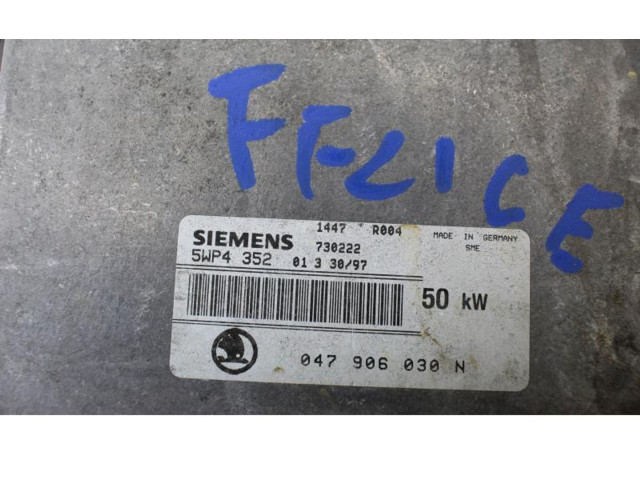 FELICE
1447 R004
SIEMENS 730222
MADE IN GERMANY
SME
5WP4 352 01 3 30/97
50 kW
047 906 030 N